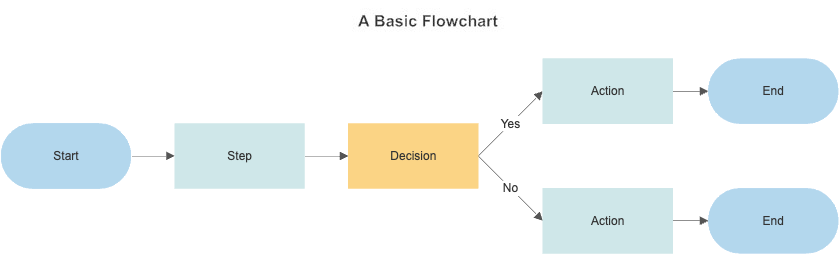 A Basic Flowchart
Start
Step
Decision
Yes
Action
End
No
Action
End